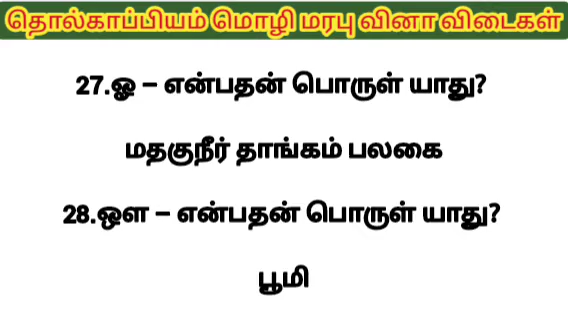 தொல்காப்பியம் மொழி மரபு வினா விடைகள்
27.ஓ – என்பதன் பொருள் யாது?
மதகுநீர் தாங்கம் பலகை
28.ஔ – என்பதன் பொருள் யாது?
பூமி